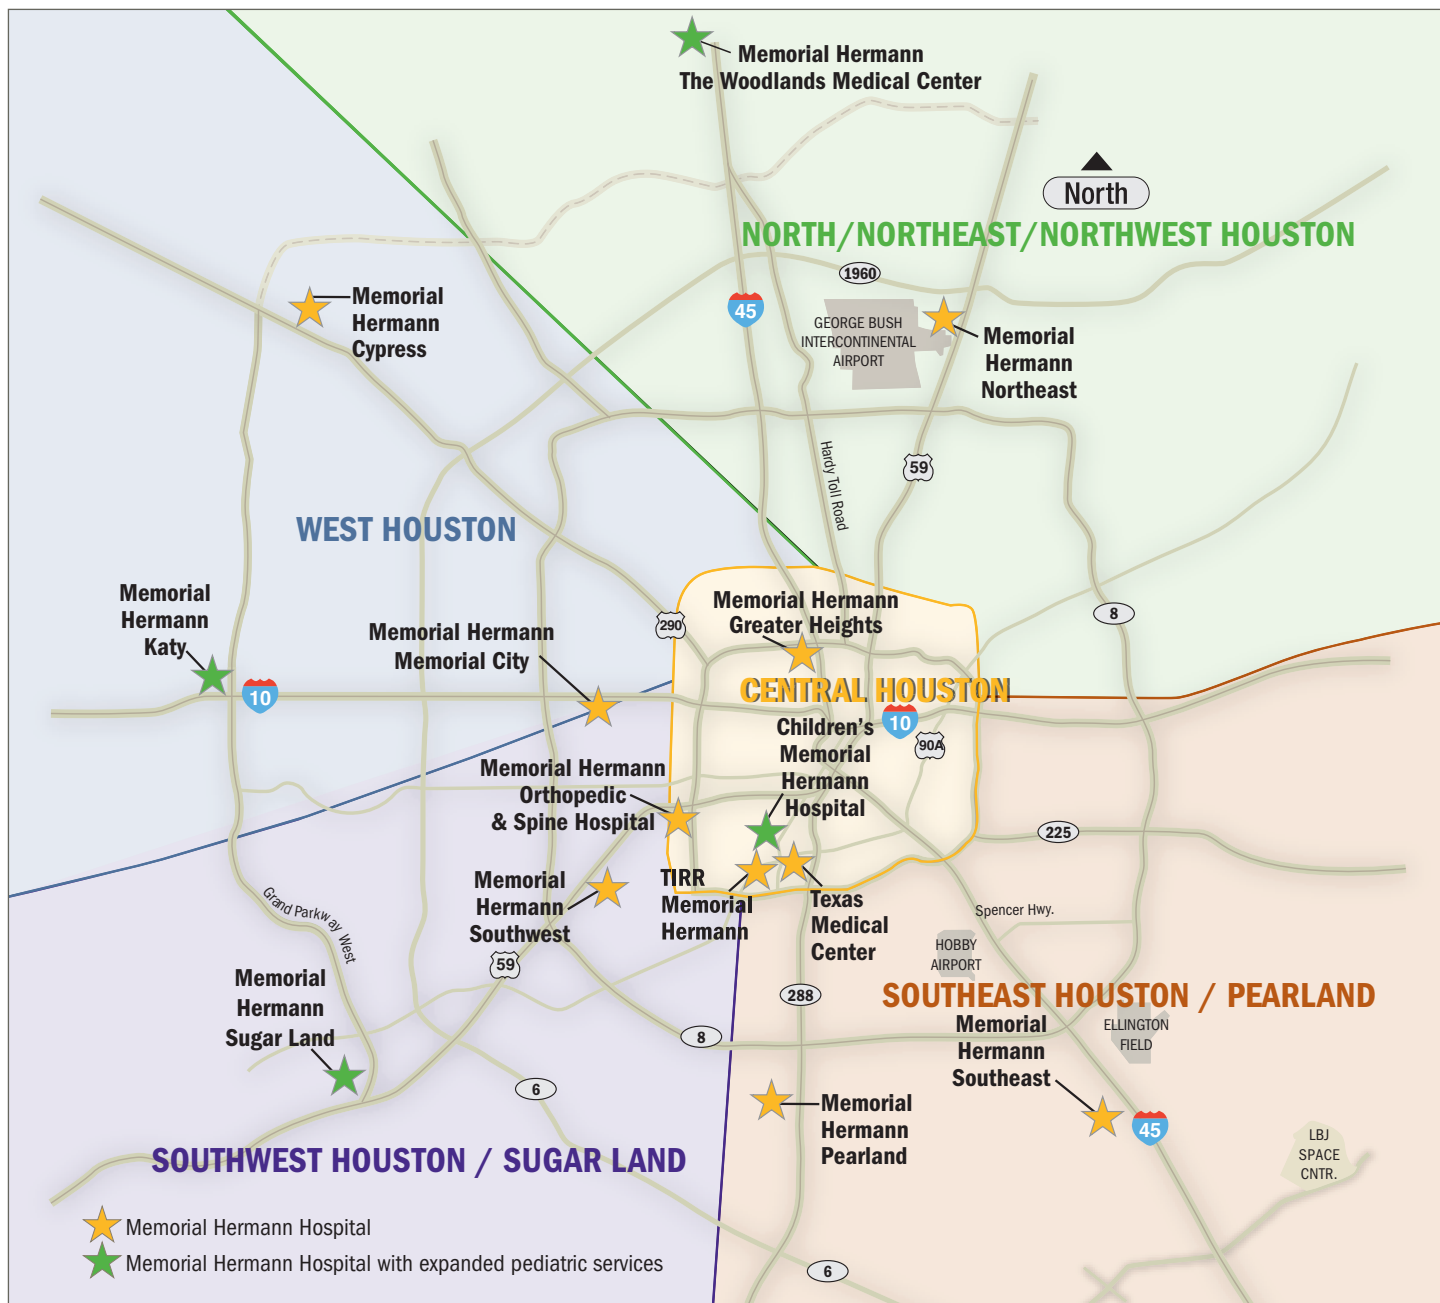 Memorial Hermann
The Woodlands Medical Center
North
NORTH/NORTHEAST/NORTHWEST HOUSTON
1960
Memorial
Hermann
Cypress
45
GEORGE BUSH
INTERCONTINENTAL
AIRPORT
Memorial
Hermann
Northeast
Hardy Toll Road
59
WEST HOUSTON
Memorial
Hermann
Katy
10
Memorial Hermann
Memorial City
290
Memorial Hermann
Greater Heights
8
CENTRAL HOUSTON
10
90A
Children's
Memorial
Hermann
Hospital
Memorial Hermann
Orthopedic
& Spine Hospital
225
Memorial
Hermann
Southwest
TIRR
Memorial
Hermann
Texas
Medical
Center
Spencer Hwy.
Grand Parkway West
HOBBY
AIRPORT
59
Memorial
Hermann
Sugar Land
288
SOUTHEAST HOUSTON / PEARLAND
Memorial
Hermann
Southeast
ELLINGTON
FIELD
8
6
Memorial
Hermann
Pearland
45
LBJ
SPACE
CNTR.
SOUTHWEST HOUSTON / SUGAR LAND
Memorial Hermann Hospital
Memorial Hermann Hospital with expanded pediatric services
6